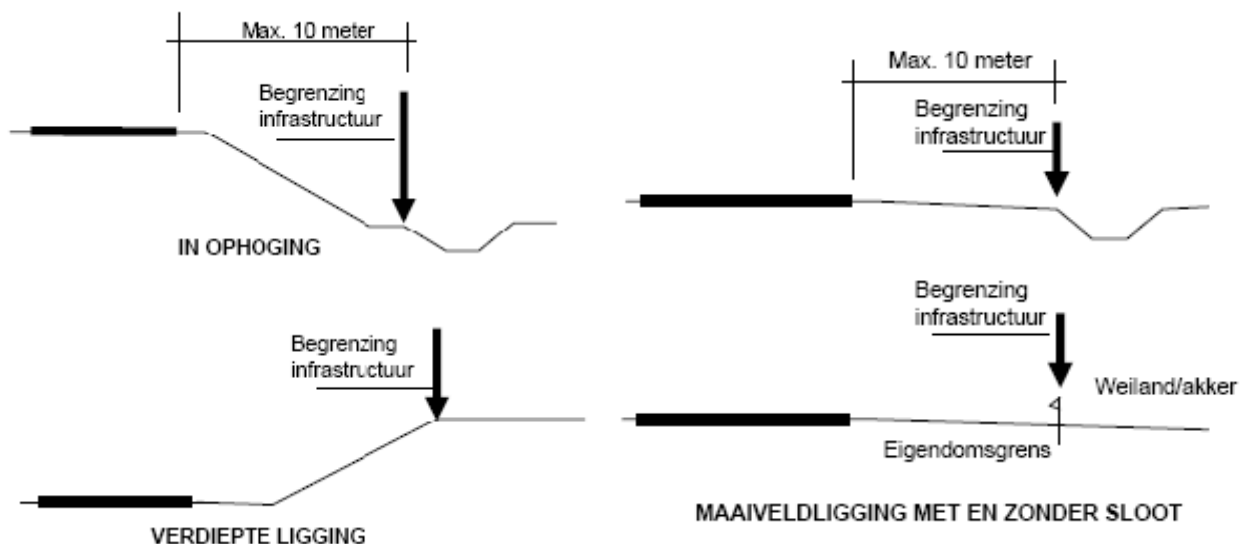 Max. 10 meter
Begrenzing
infrastructuur
IN OPHOGING
Max. 10 meter
Begrenzing
infrastructuur
Begrenzing
infrastructuur
VERDIEPTE LIGGING
Begrenzing
infrastructuur
Weiland/akker
Eigendomsgrens
MAAIVELDLIGGING MET EN ZONDER SLOOT